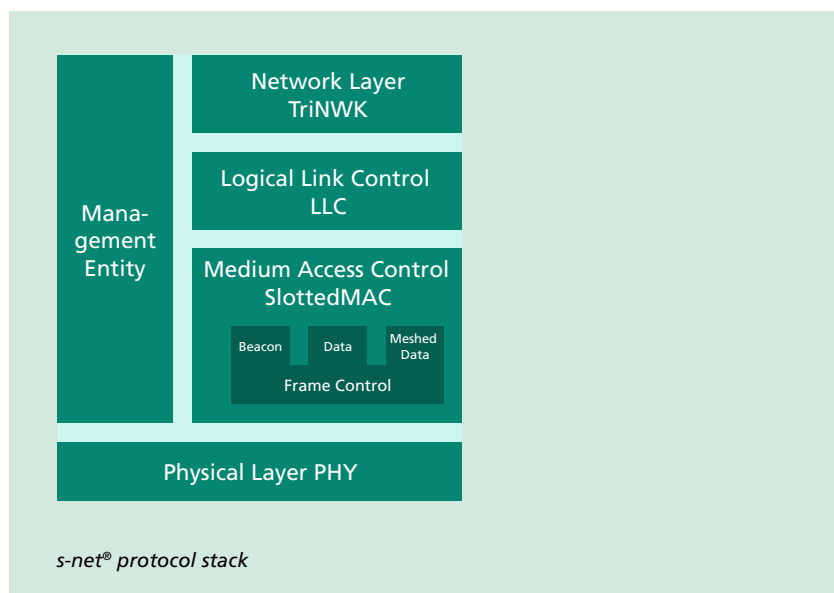 Mana-
gement
Entity
Network Layer
TriNWK
Logical Link Control
LLC
Medium Access Control
SlottedMAC
Beacon
Data
Meshed
Data
Frame Control
Physical Layer PHY
s-net® protocol stack